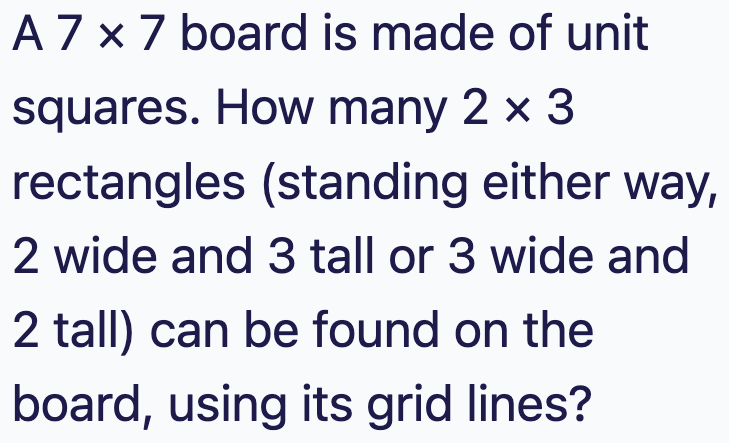 A 7 × 7 board is made of unit
squares. How many 2 × 3
rectangles (standing either way,
2 wide and 3 tall or 3 wide and
2 tall) can be found on the
board, using its grid lines?